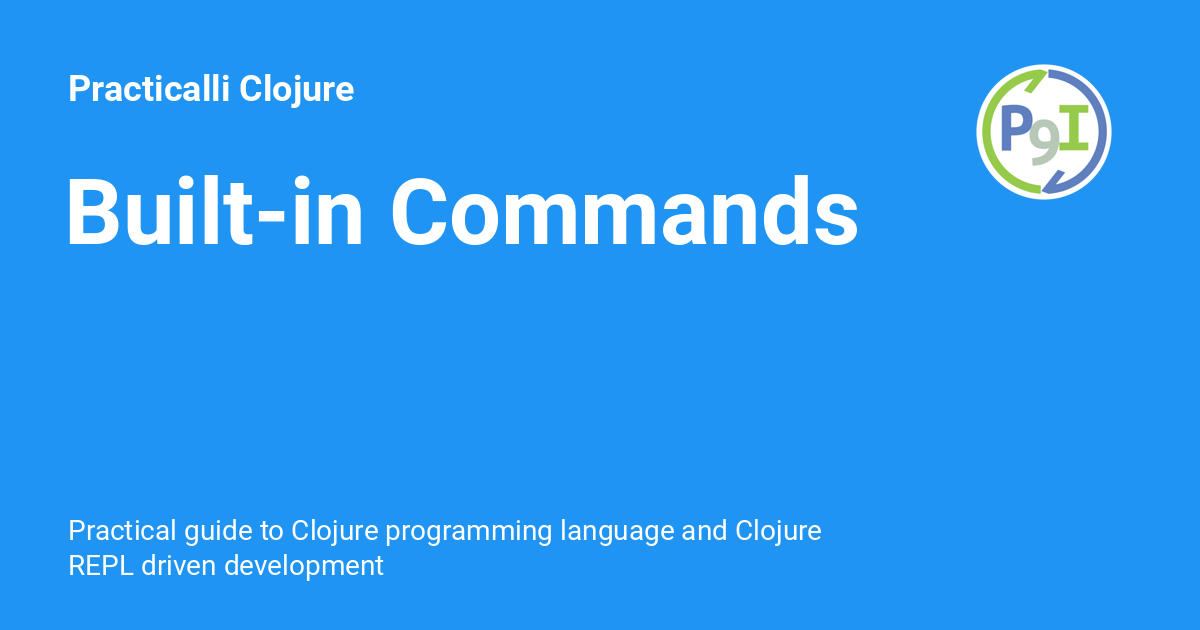 Practicalli Clojure
P9I
Built-in Commands
Practical guide to Clojure programming language and Clojure
REPL driven development